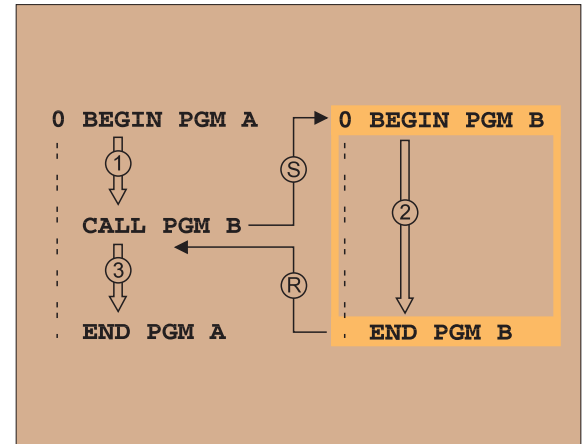 0 BEGIN PGM A
1
CALL PGM B
3
END PGM A
S
R
0 BEGIN PGM B
2
END PGM B